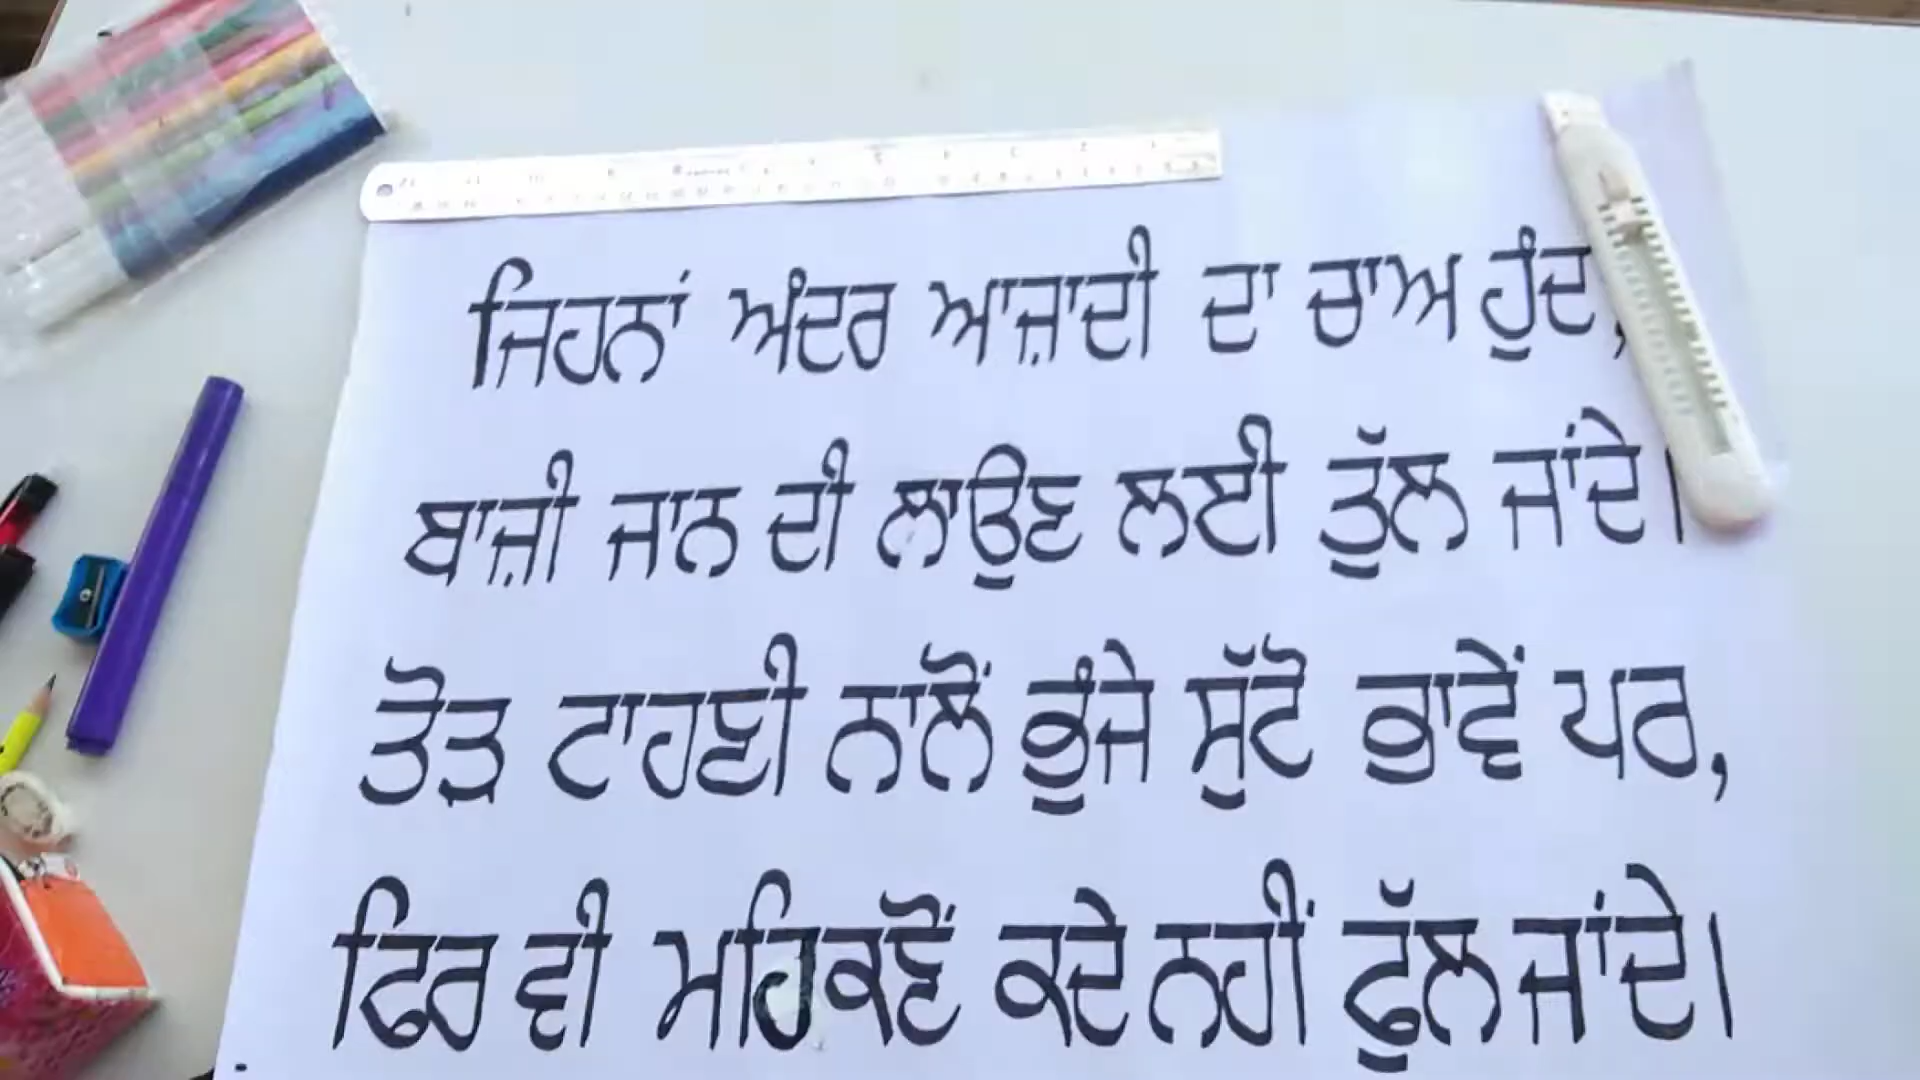 ਜਿਹਨਾਂ ਅੰਦਰ ਆਜ਼ਾਦੀ ਦਾ ਚਾਅ ਹੁੰਦ,
ਬਾਜ਼ੀ ਜਾਨ ਦੀ ਲਾਉਣ ਲਈ ਤੁੱਲ ਜਾਂਦੇ।
ਤੋੜ ਟਾਹਣੀ ਨਾਲੋਂ ਭੁੰਜੇ ਸੁੱਟੋ ਭਾਵੇਂ ਪਰ,
ਫਿਰ ਵੀ ਮਹਿਕਣੋਂ ਕਦੇ ਨਹੀਂ ਫੁੱਲ ਜਾਂਦੇ।